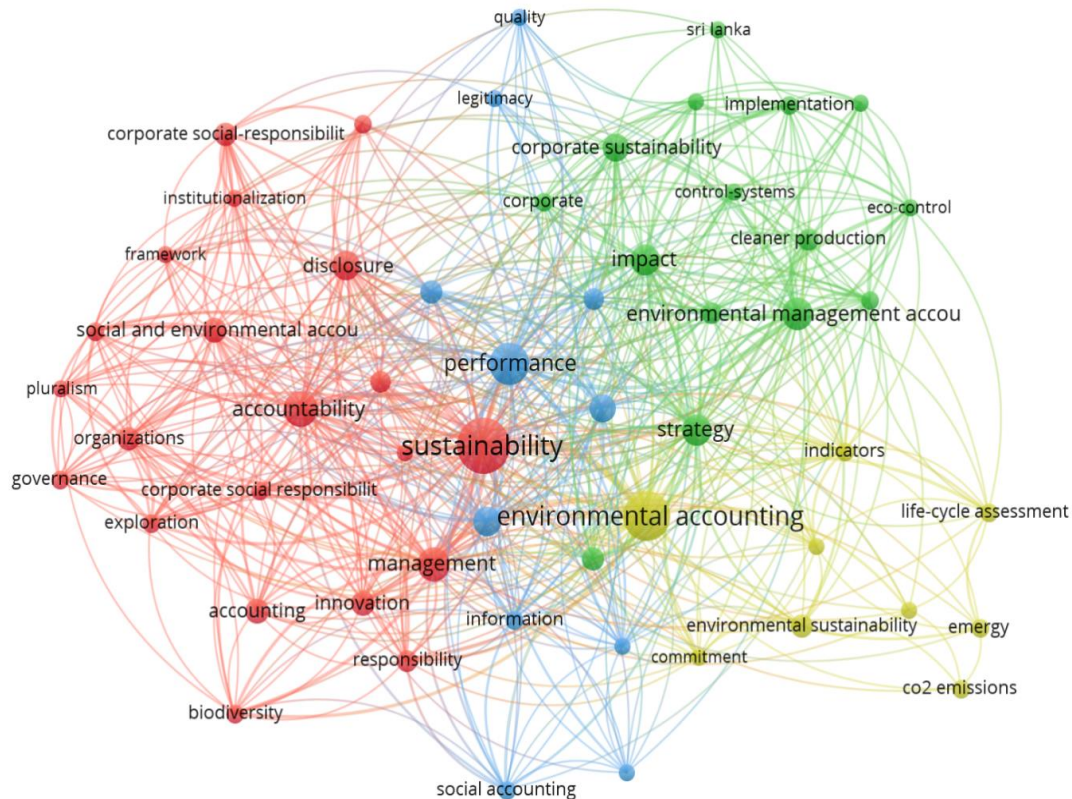 quality
sri lanka
legitimacy
implementation
corporate social-responsibilit
corporate sustainability
institutionalization
corporate
control-systems
eco-control
cleaner production
framework
disclosure
impact
environmental management accou
social and environmental accou
performance
pluralism
accountability
strategy
organizations
sustainability
indicators
governance
corporate social responsibilit
life-cycle assessment
exploration
environmental accounting
management
accounting
innovation
information
environmental sustainability
emergy
responsibility
commitment
co2 emissions
biodiversity
social accounting